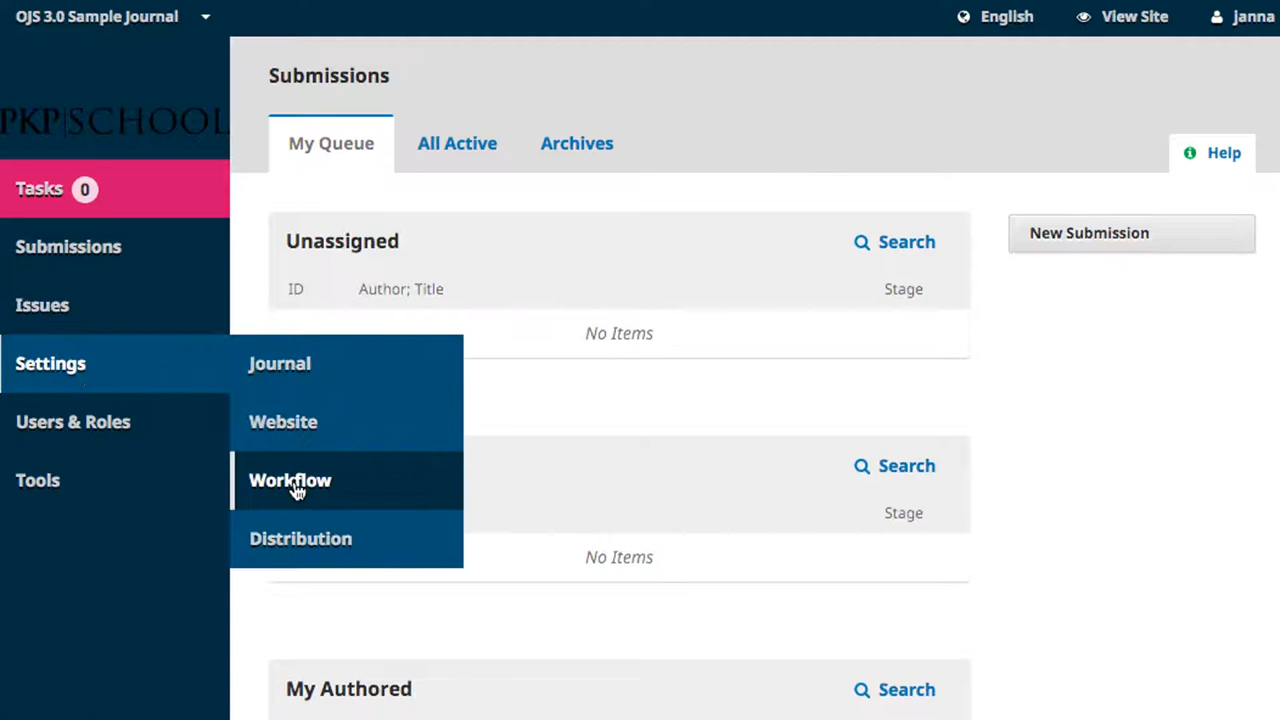 OJS 3.0 Sample Journal
English
View Site
janna
PKP|SCHOOL
Submissions
My Queue
All Active
Archives
Help
Tasks 0
Submissions
Issues
Settings
Users & Roles
Tools
Journal
Website
Workflow
Distribution
Unassigned
Search
ID Author; Title Stage
No Items
New Submission
Search
Stage
No Items
My Authored
Search